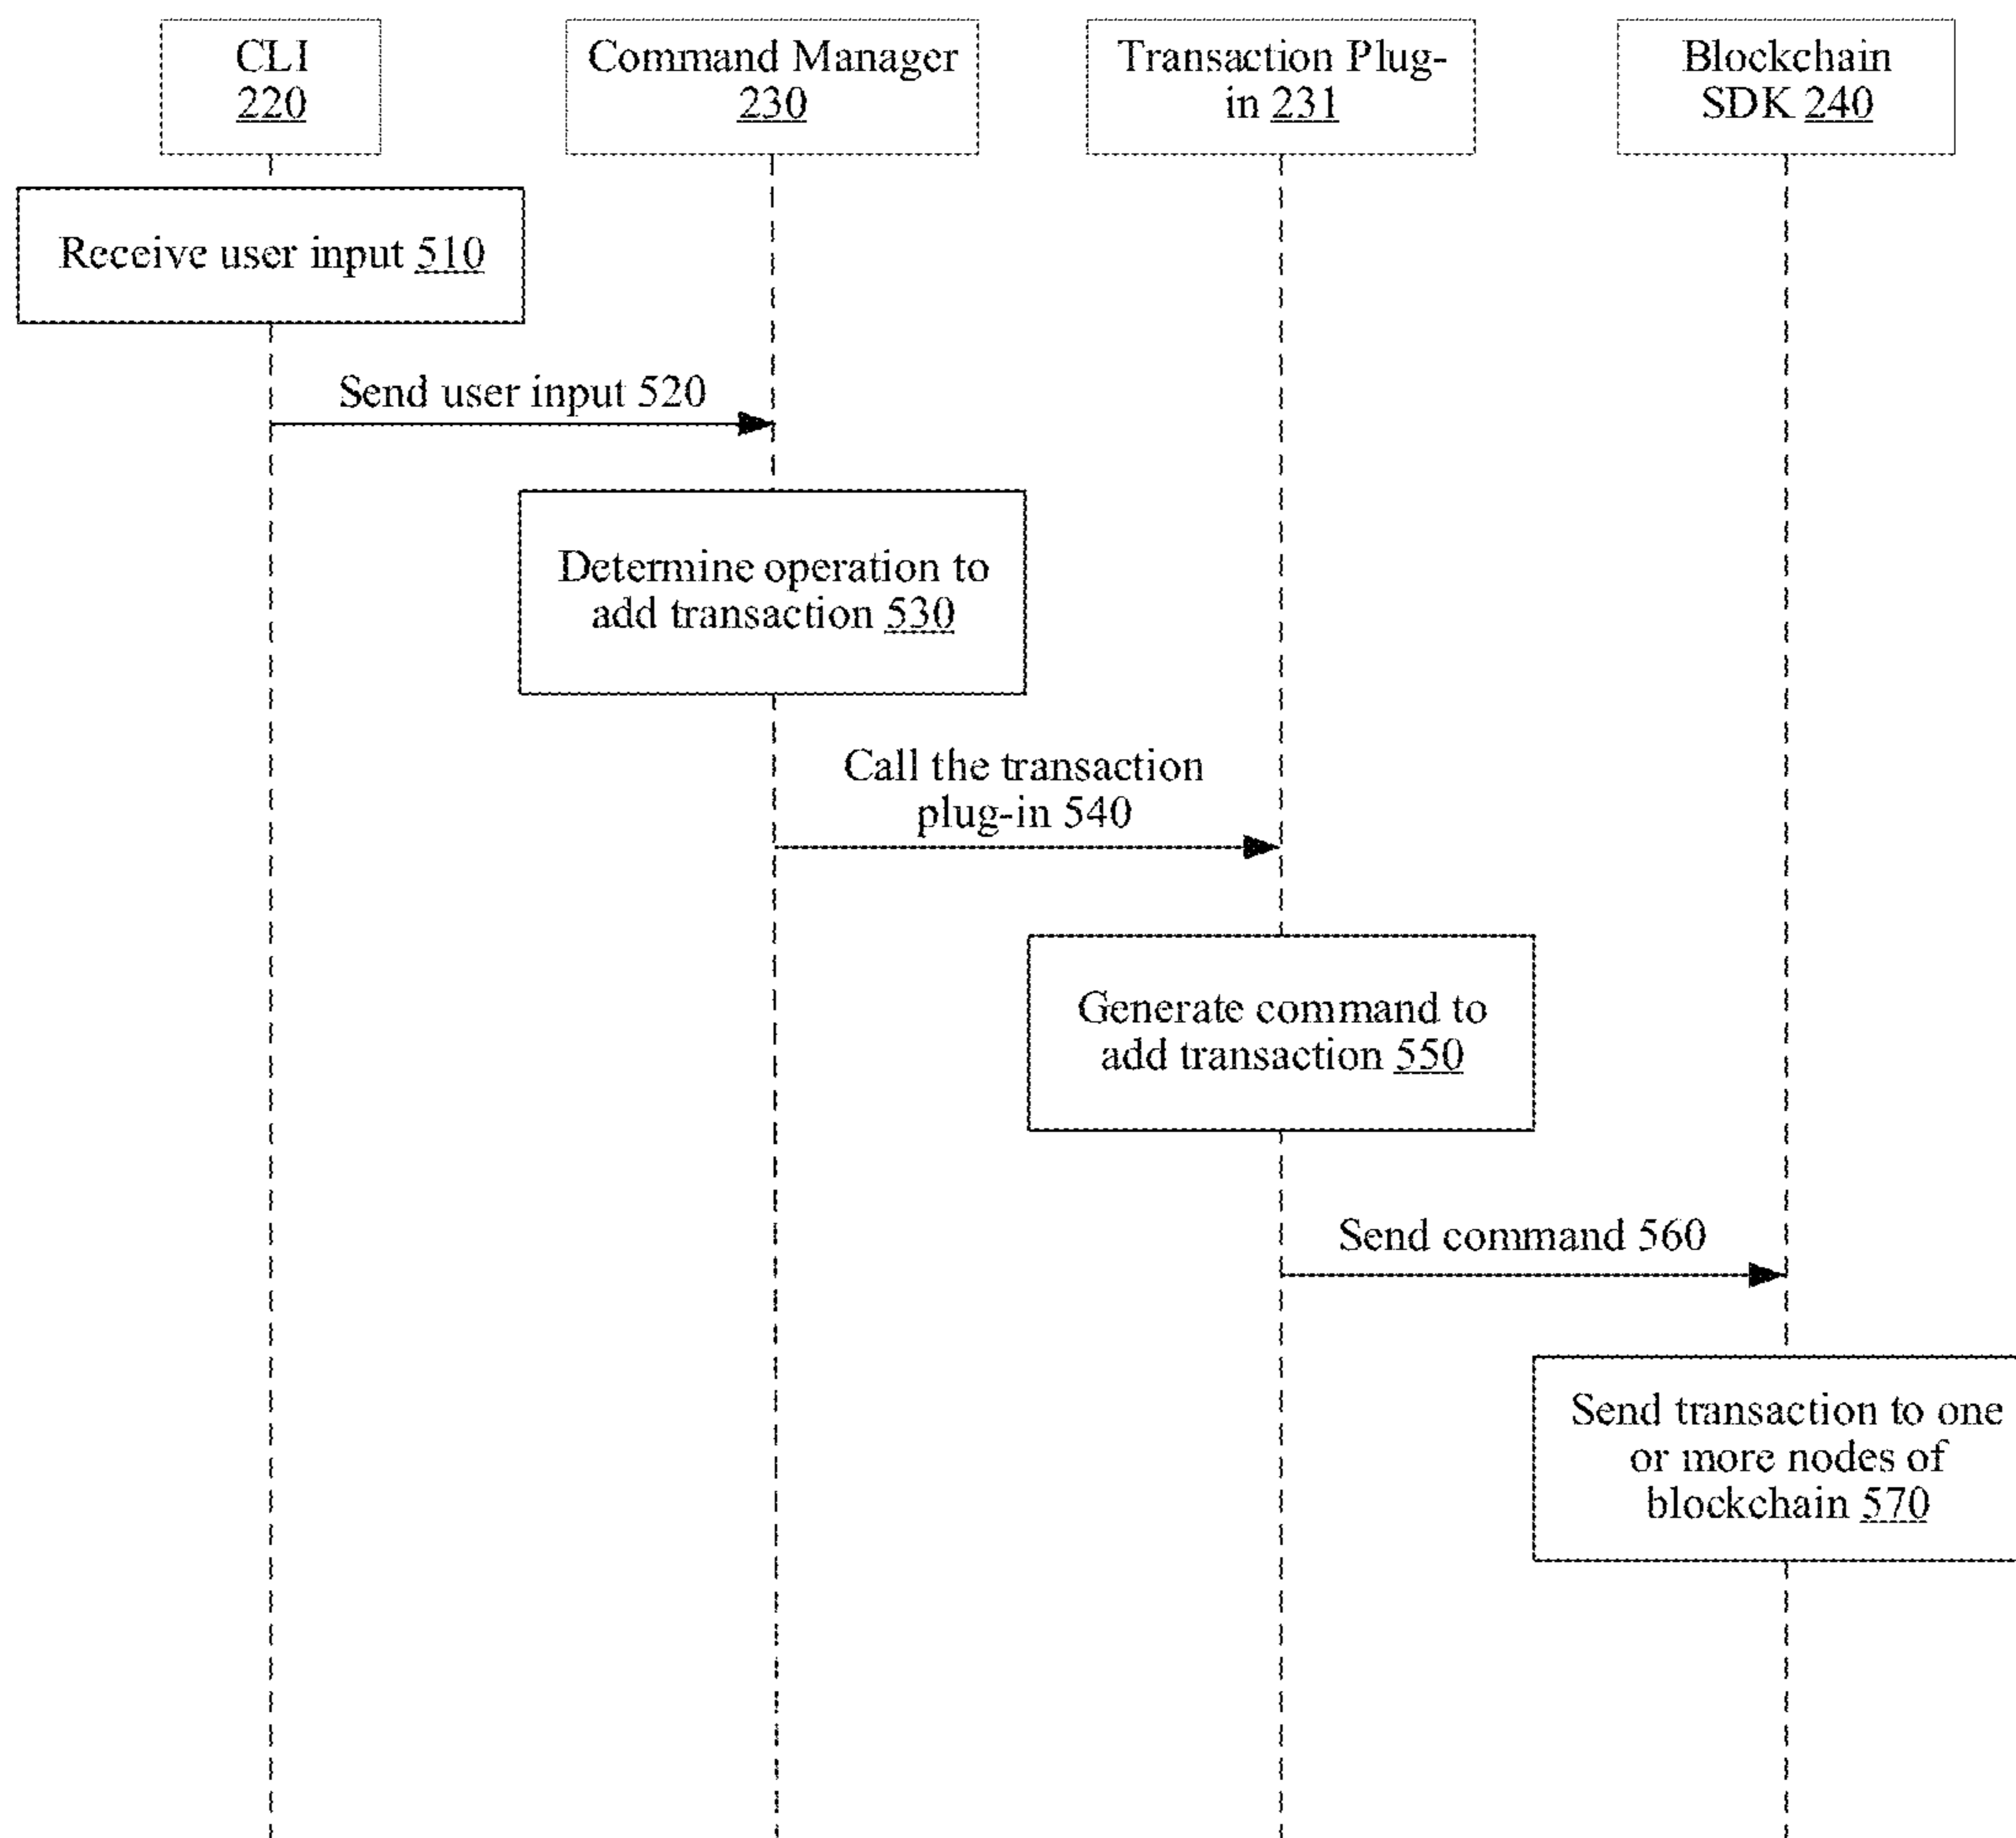 CLI
220
Command Manager
230
Transaction Plug-
in 231
Blockchain
SDK 240
Receive user input 510
Send user input 520
Determine operation to
add transaction 530
Call the transaction
plug-in 540
Generate command to
add transaction 550
Send command 560
Send transaction to one
or more nodes of
blockchain 570